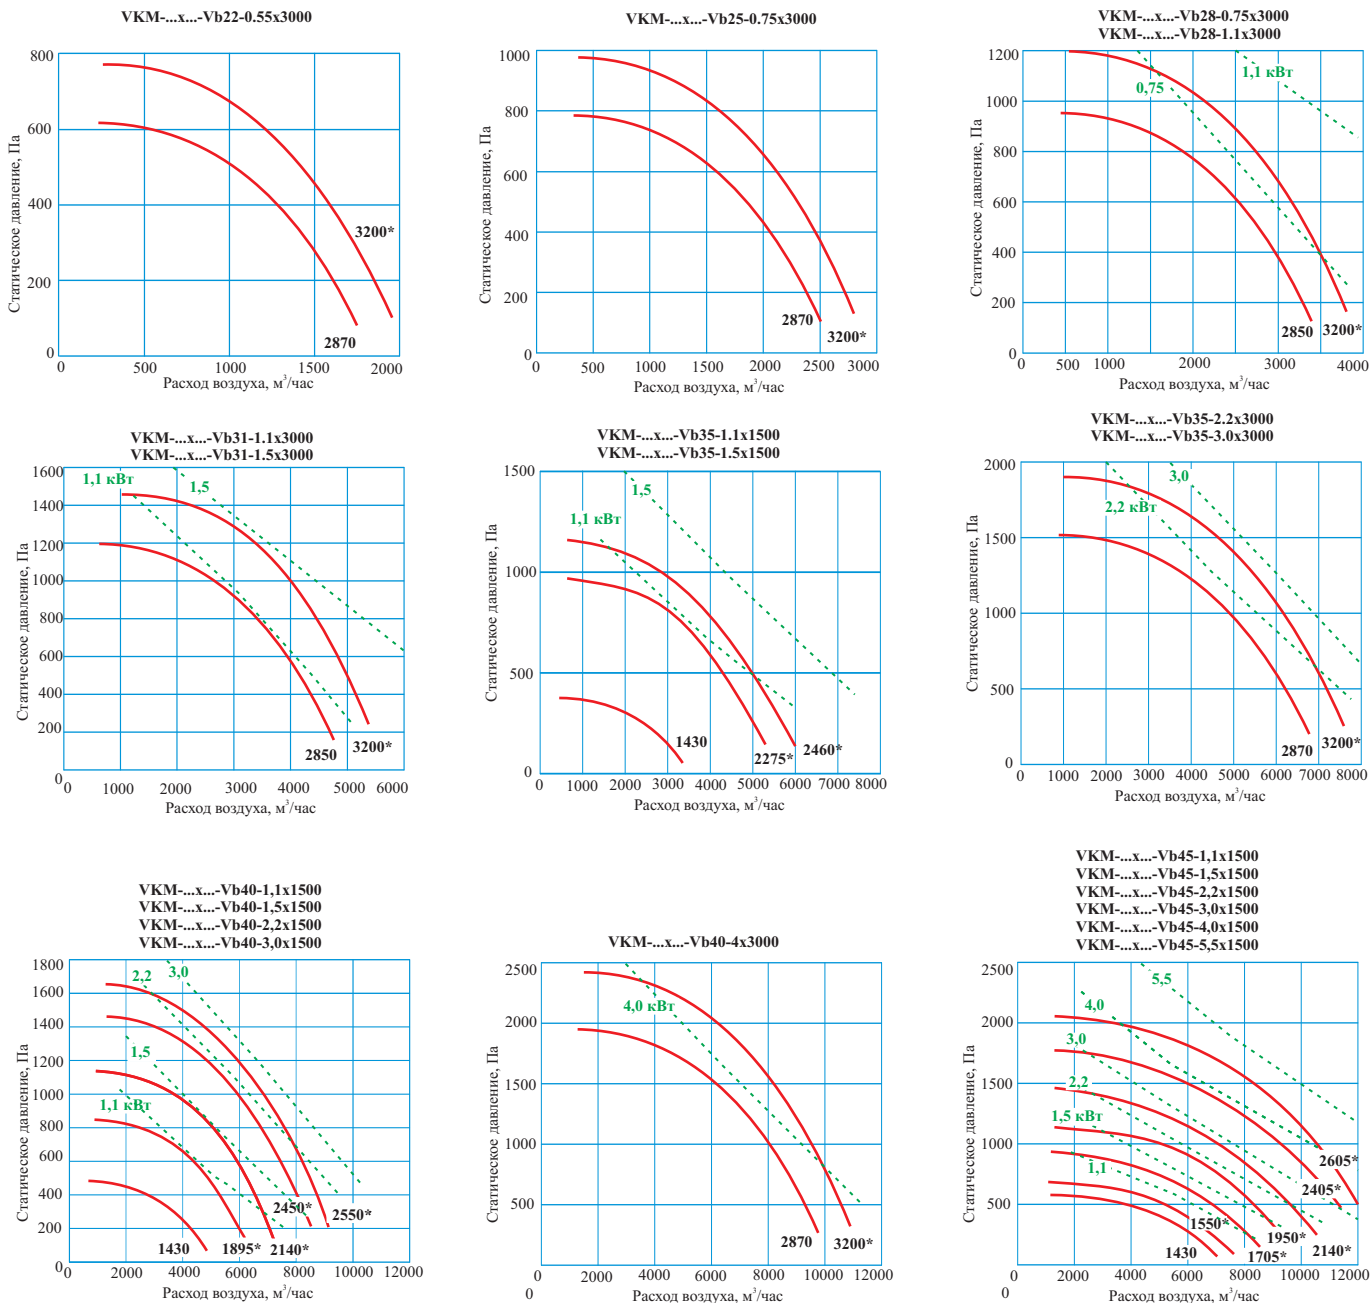 VKM-...x...-Vb22-0.55x3000
Статическое давление, Па
800
600
400
200
0
3200*
2870
0 500 1000 1500 2000
Расход воздуха, м³/час
VKM-...x...-Vb25-0.75x3000
Статическое давление, Па
1000
800
600
400
200
0
2870
3200*
0 500 1000 1500 2000 2500 3000
Расход воздуха, м³/час
VKM-...x...-Vb28-0.75x3000
VKM-...x...-Vb28-1.1x3000
Статическое давление, Па
1200
1000
1200
600
400
200
0
1,1 кВт
0,75
2850
3200*
0 500 1000 2000 3000 4000
Расход воздуха, м³/час
VKM-...x...-Vb31-1.1x3000
VKM-...x...-Vb31-1.5x3000
Статическое давление, Па
1600
1400
1200
1000
800
600
400
200
0
1,1 кВт
1,5
2850
3200*
0 1000 2000 3000 4000 5000 6000
Расход воздуха, м³/час
VKM-...x...-Vb35-1.1x1500
VKM-...x...-Vb35-1.5x1500
Статическое давление, Па
1500
1000
500
0
1,5
1,1 кВт
1430
2275*
2460*
0 1000 2000 3000 4000 5000 6000 7000 8000
Расход воздуха, м³/час
VKM-...x...-Vb35-2.2x3000
VKM-...x...-Vb35-3.0x3000
Статическое давление, Па
2000
1500
1000
500
0
3,0
2,2 кВт
2870
3200*
0 1000 2000 3000 4000 5000 6000 7000 8000
Расход воздуха, м³/час
VKM-...x...-Vb40-1,1x1500
VKM-...x...-Vb40-1,5x1500
VKM-...x...-Vb40-2,2x1500
VKM-...x...-Vb40-3,0x1500
Статическое давление, Па
1800
1600
1400
1200
1000
800
600
400
200
0
3,0
2,2
1,5
1,1 кВт
2450*
2550*
1430
1895*
2140*
0 2000 4000 6000 8000 10000 12000
Расход воздуха, м³/час
VKM-...x...-Vb40-4x3000
Статическое давление, Па
2500
2000
2500
1000
500
0
4,0 кВт
2870
3200*
2000 4000 6000 8000 10000 12000
Расход воздуха, м³/час
VKM-...x...-Vb45-1,1x1500
VKM-...x...-Vb45-1,5x1500
VKM-...x...-Vb45-2,2x1500
VKM-...x...-Vb45-3,0x1500
VKM-...x...-Vb45-4,0x1500
VKM-...x...-Vb45-5,5x1500
Статическое давление, Па
2500
2000
1500
1000
500
0
5,5
4,0
3,0
2,2
1,5 кВт
1,1
2605*
2405*
1550*
1950*
2140*
1430
1705*
2000 4000 6000 8000 10000 12000
Расход воздуха, м³/час